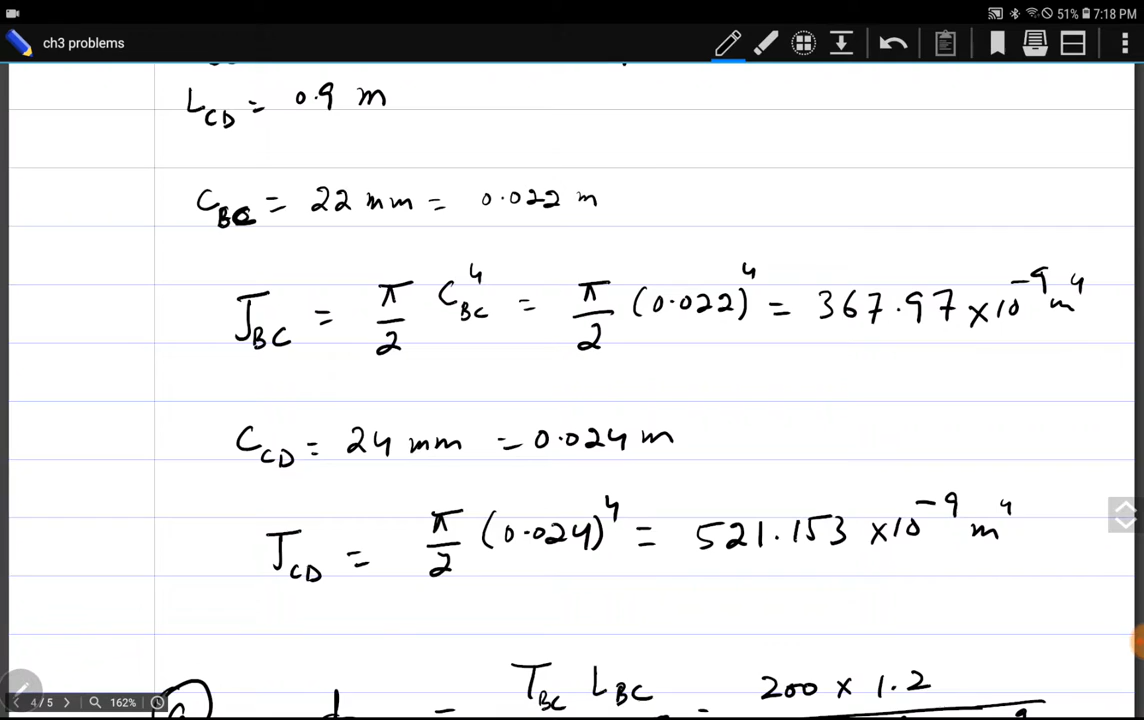 51% 7:18 PM
ch3 problems
L_CD = 0.9 m
C_BC = 22 mm = 0.022 m
J_BC = π/2 C_BC^4 = π/2 (0.022)^4 = 367.97 ×10^-9 m^4
C_CD = 24 mm = 0.024 m
J_CD = π/2 (0.024)^4 = 521.153 ×10^-9 m^4
= T_BC L_BC = 200 × 1.2
4/5 162%